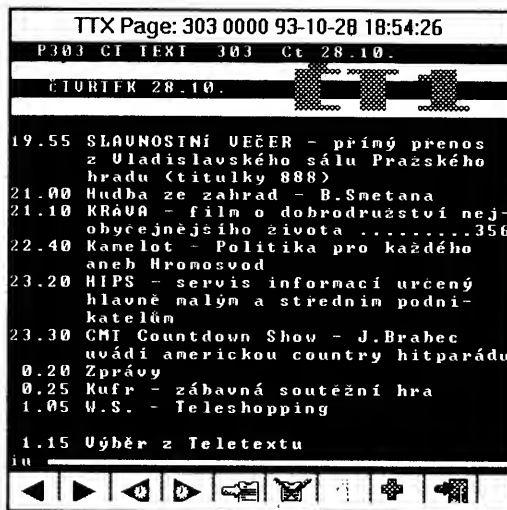 TTX Page: 303 0000 93-10-28 18:54:26
P303 CT TEXT 303 Čt 28.10.
ČTVRTEK 28.10.
ČT1
19.55 SLAVNOSTNÍ VEČER - přímý přenos
z Vladislavského sálu Pražského
hradu (titulky 888)
21.00 Hudba ze zahrad - B.Smetana
21.10 KRÁVA - film o dobrodružství nej-
obyčejnějšího života .........356
22.40 Kamelot - Politika pro každého
aneb Hromosvod
23.20 HIPS - servis informací určený
hlavně malým a středním podni-
katelům
23.30 CMT Countdown Show - J.Brabec
uvádí americkou country hitparádu
0.20 Zprávy
0.25 Kufr - zábavná soutěžní hra
1.05 W.S. - Teleshopping
1.15 Výběr z Teletextu